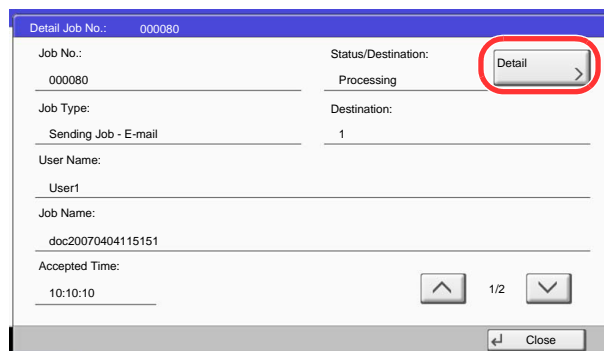 Detail Job No.: 000080
Job No.:
000080
Status/Destination:
Processing
Detail
Job Type:
Sending Job - E-mail
Destination:
1
User Name:
User1
Job Name:
doc20070404115151
Accepted Time:
10:10:10
1/2
Close